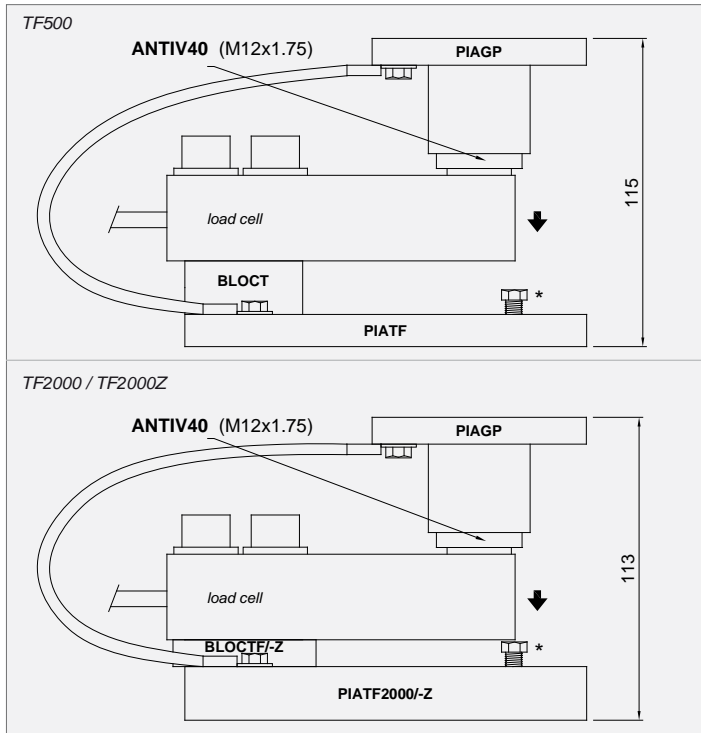 TF500
ANTIV40 (M12x1.75)
PIAGP
115
load cell
BLOCT
*
PIATF
TF2000 / TF2000Z
ANTIV40 (M12x1.75)
PIAGP
113
load cell
BLOCTF/-Z
*
PIATF2000/-Z